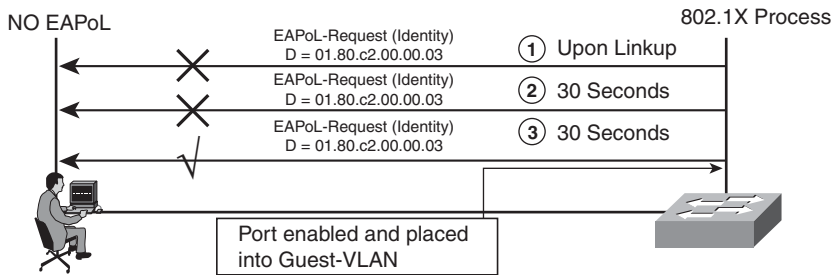 NO EAPoL
802.1X Process
EAPoL-Request (Identity)
D = 01.80.c2.00.00.03
1 Upon Linkup
EAPoL-Request (Identity)
D = 01.80.c2.00.00.03
2 30 Seconds
EAPoL-Request (Identity)
D = 01.80.c2.00.00.03
3 30 Seconds
Port enabled and placed
into Guest-VLAN